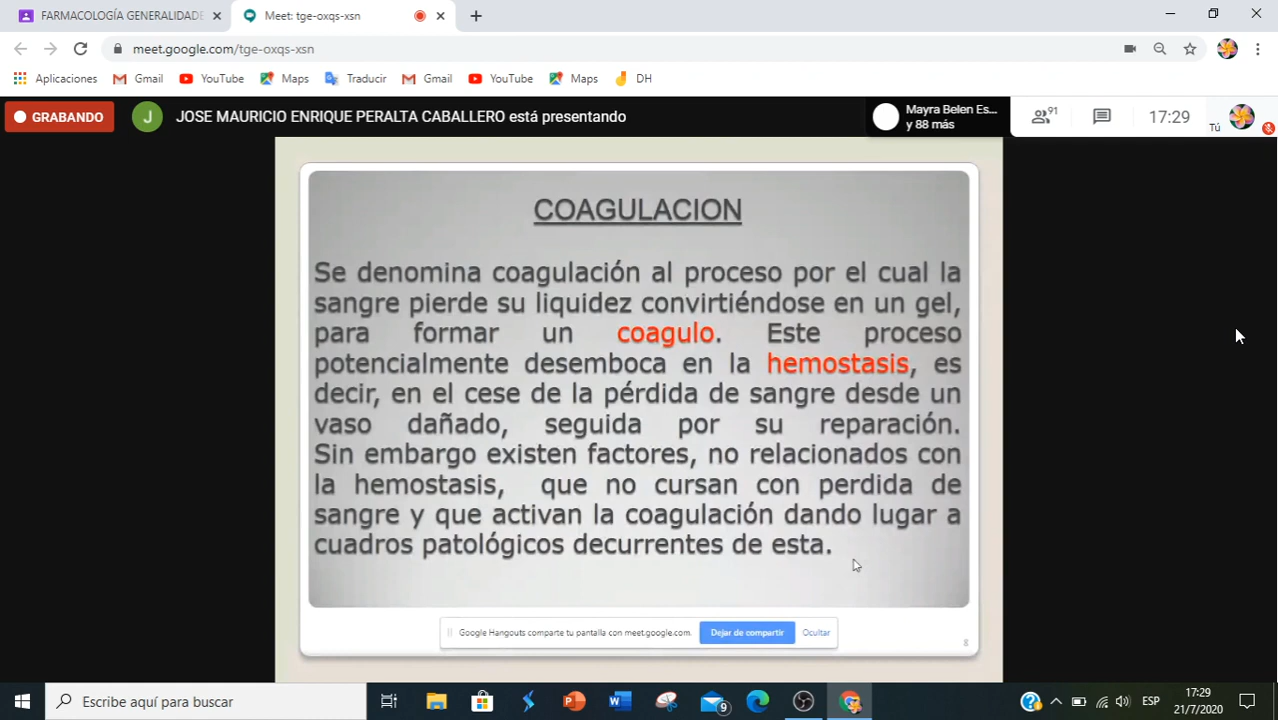 FARMACOLOGÍA GENERALIDADE
Meet: tge-oxqs-xsn
meet.google.com/tge-oxqs-xsn
Aplicaciones Gmail YouTube Maps Traducir Gmail YouTube Maps DH
GRABANDO J JOSE MAURICIO ENRIQUE PERALTA CABALLERO está presentando
Mayra Belen Es...
y 88 más
91
17:29
Tú
COAGULACION
Se denomina coagulación al proceso por el cual la
sangre pierde su liquidez convirtiéndose en un gel,
para formar un coagulo. Este proceso
potencialmente desemboca en la hemostasis, es
decir, en el cese de la pérdida de sangre desde un
vaso dañado, seguida por su reparación.
Sin embargo existen factores, no relacionados con
la hemostasis, que no cursan con perdida de
sangre y que activan la coagulación dando lugar a
cuadros patológicos decurrentes de esta.
Google Hangouts comparte tu pantalla con meet.google.com. Dejar de compartir Ocultar
8
Escribe aquí para buscar
9
ESP
17:29
21/7/2020